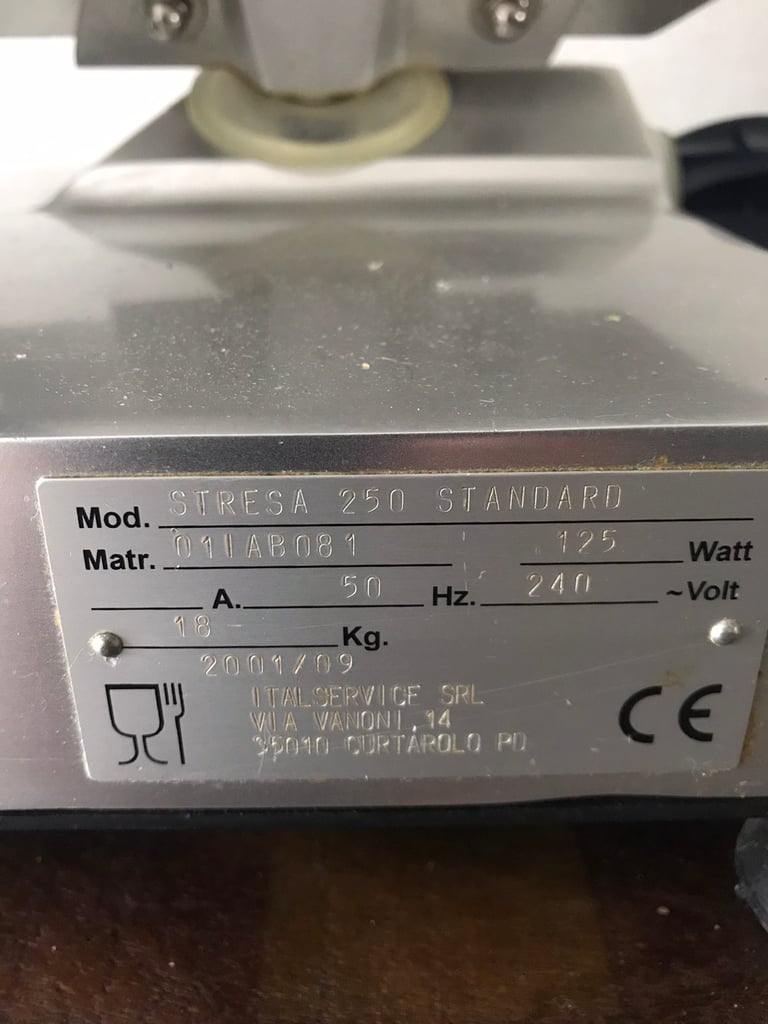 Mod. STRESA 250 STANDARD
Matr. 01IAB081 125 Watt
A. 50 Hz. 240 ~Volt
18 Kg.
2001/09
ITALSERVICE SRL
VIA VANONI,14
35010 CURTAROLO PD
CE